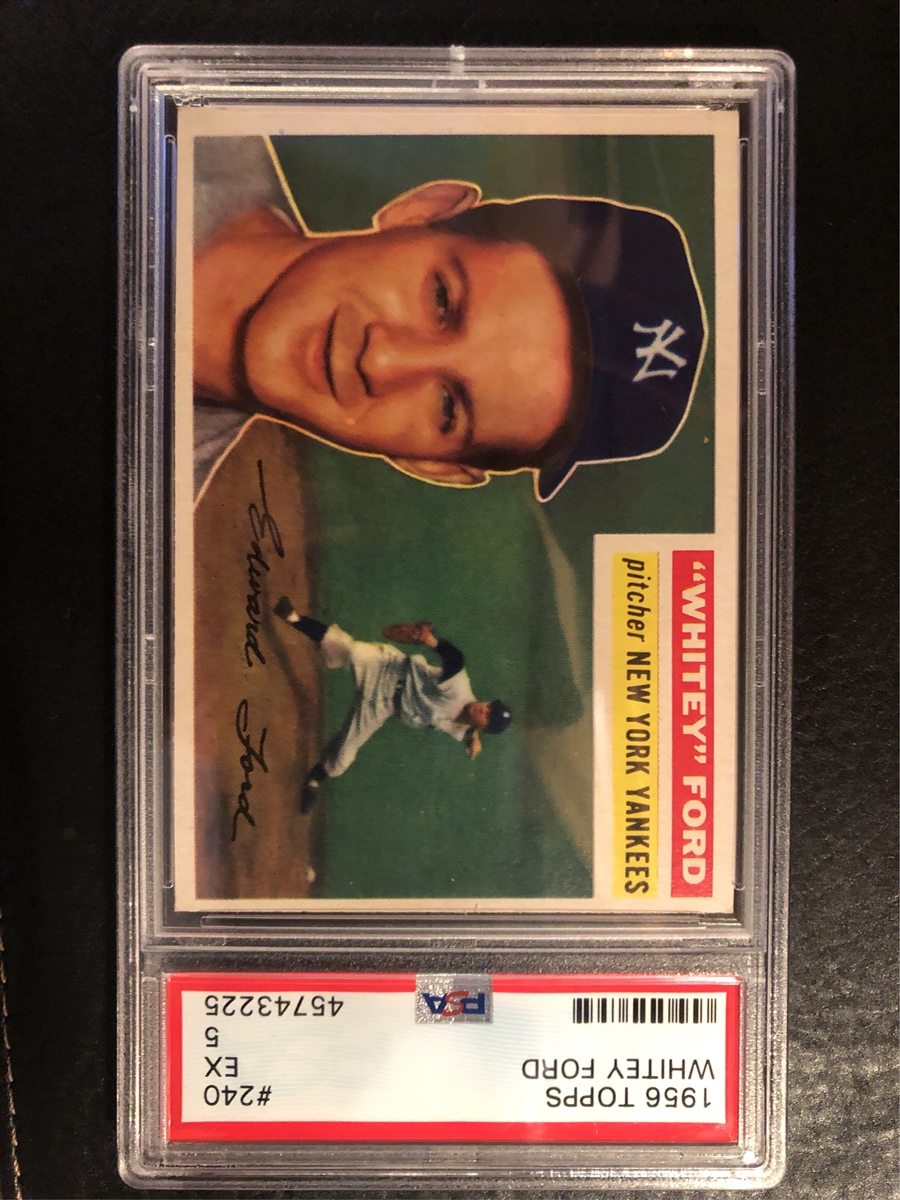 "WHITEY" FORD
pitcher NEW YORK YANKEES
Edward Ford
NY
1956 TOPPS #240
WHITEY FORD EX
5
PSA 45743225